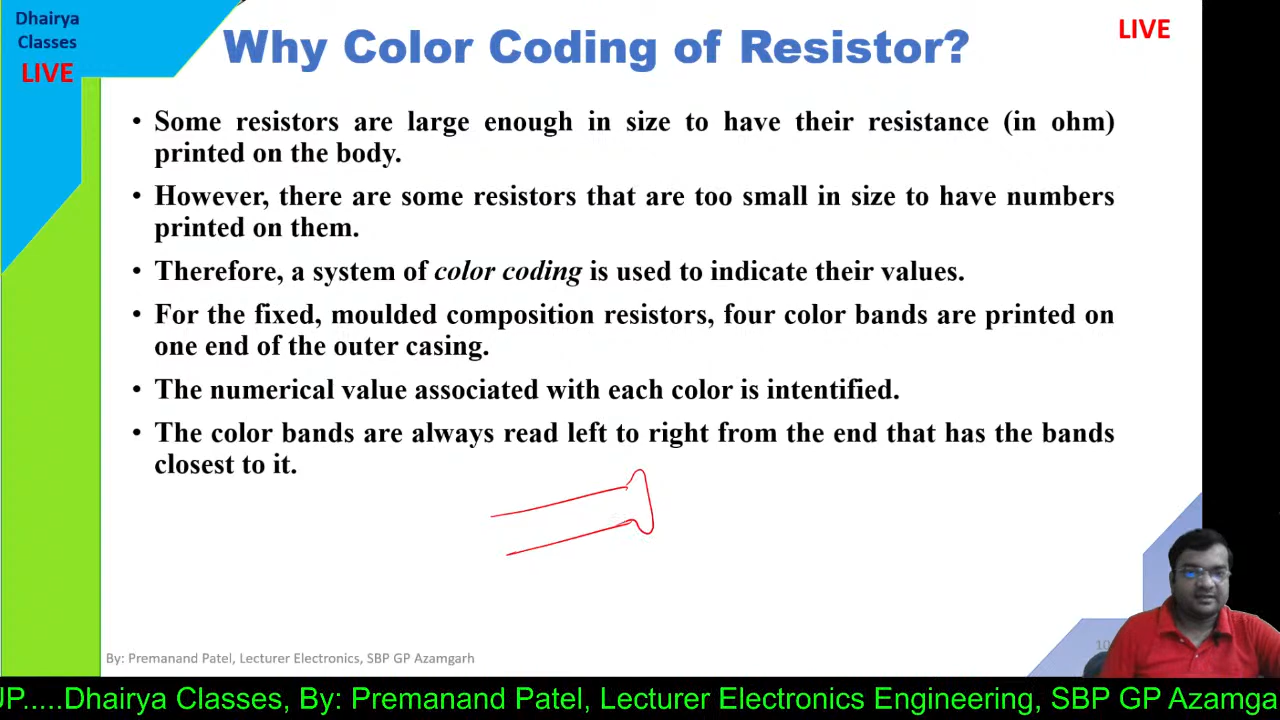 Dhairya
Classes
LIVE
Why Color Coding of Resistor?
LIVE
• Some resistors are large enough in size to have their resistance (in ohm)
printed on the body.
• However, there are some resistors that are too small in size to have numbers
printed on them.
• Therefore, a system of color coding is used to indicate their values.
• For the fixed, moulded composition resistors, four color bands are printed on
one end of the outer casing.
• The numerical value associated with each color is intentified.
• The color bands are always read left to right from the end that has the bands
closest to it.
By: Premanand Patel, Lecturer Electronics, SBP GP Azamgarh
JP.....Dhairya Classes, By: Premanand Patel, Lecturer Electronics Engineering, SBP GP Azamga